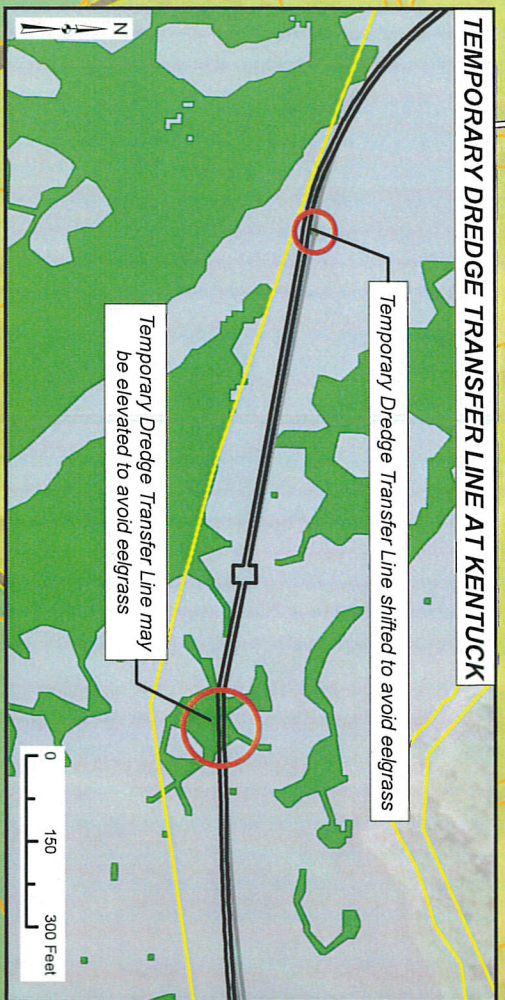 TEMPORARY DREDGE TRANSFER LINE AT KENTUCK
Temporary Dredge Transfer Line shifted to avoid eelgrass
Temporary Dredge Transfer Line may
be elevated to avoid eelgrass
N
0 150 300 Feet